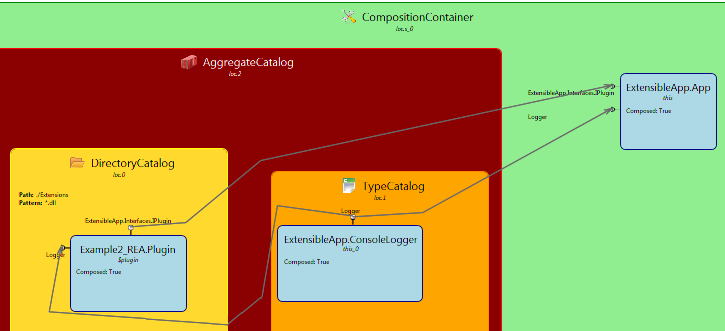 CompositionContainer
loc.s_0
AggregateCatalog
loc.2
ExtensibleApp.App
this
Composed: True
ExtensibleApp.Interfaces.IPlugin
Logger
DirectoryCatalog
loc.0
Path: ./Extensions
Pattern: *.dll
ExtensibleApp.Interfaces.IPlugin
Logger
Example2_REA.Plugin
$plugin
Composed: True
TypeCatalog
loc.1
Logger
ExtensibleApp.ConsoleLogger
this_0
Composed: True